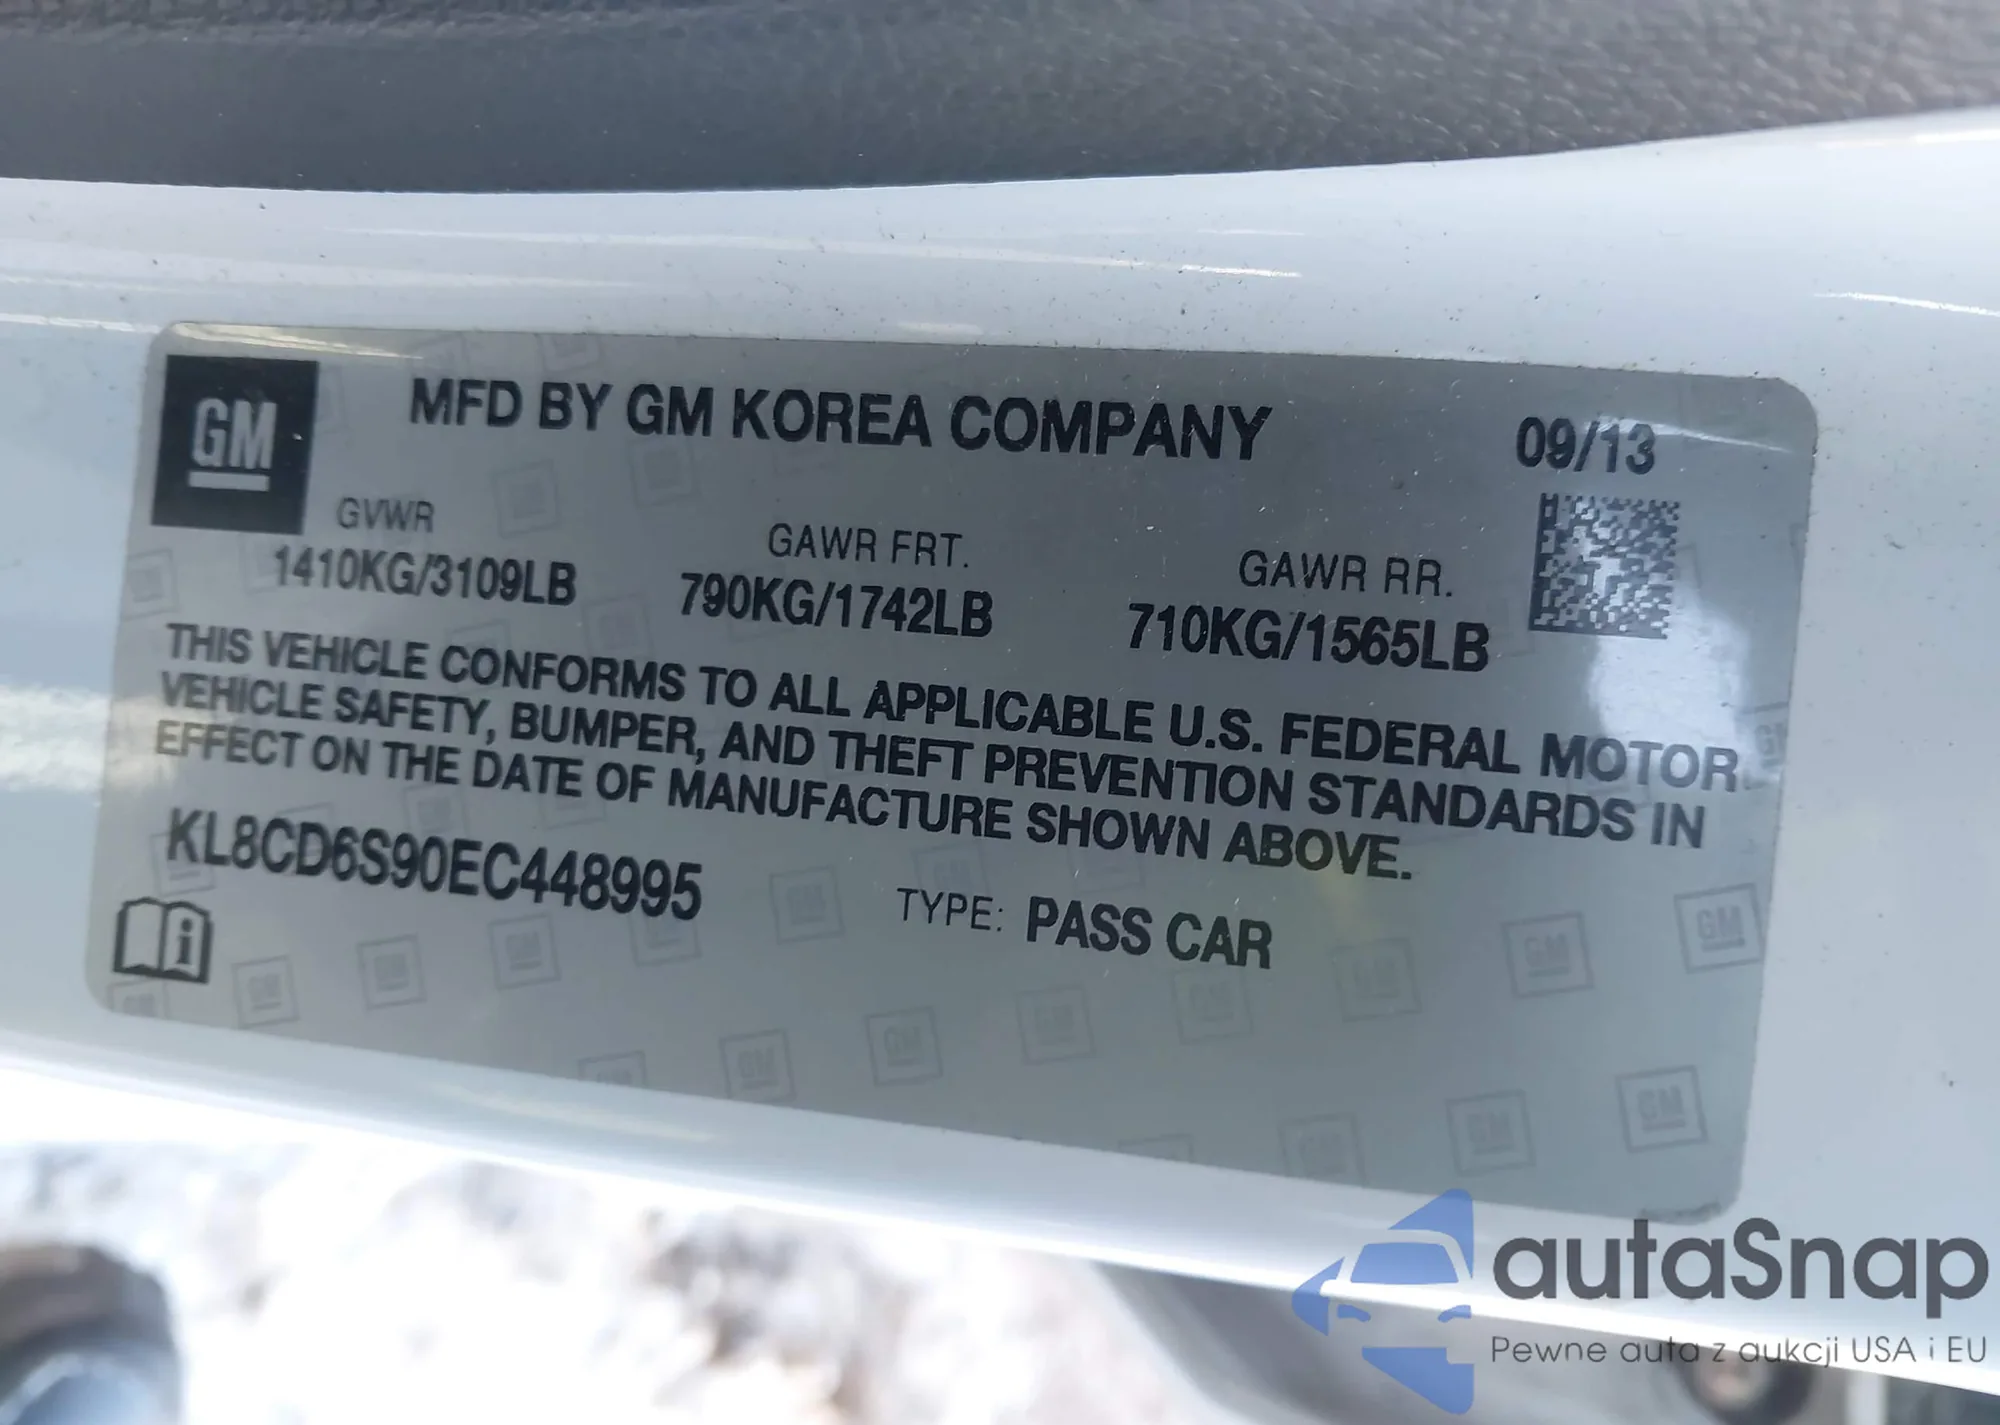 GM
MFD BY GM KOREA COMPANY
09/13
GVWR
1410KG/3109LB
GAWR FRT.
790KG/1742LB
GAWR RR.
710KG/1565LB
THIS VEHICLE CONFORMS TO ALL APPLICABLE U.S. FEDERAL MOTOR
VEHICLE SAFETY, BUMPER, AND THEFT PREVENTION STANDARDS IN
EFFECT ON THE DATE OF MANUFACTURE SHOWN ABOVE.
KL8CD6S90EC448995
TYPE: PASS CAR
autaSnap
Pewne auta z aukcji USA i EU